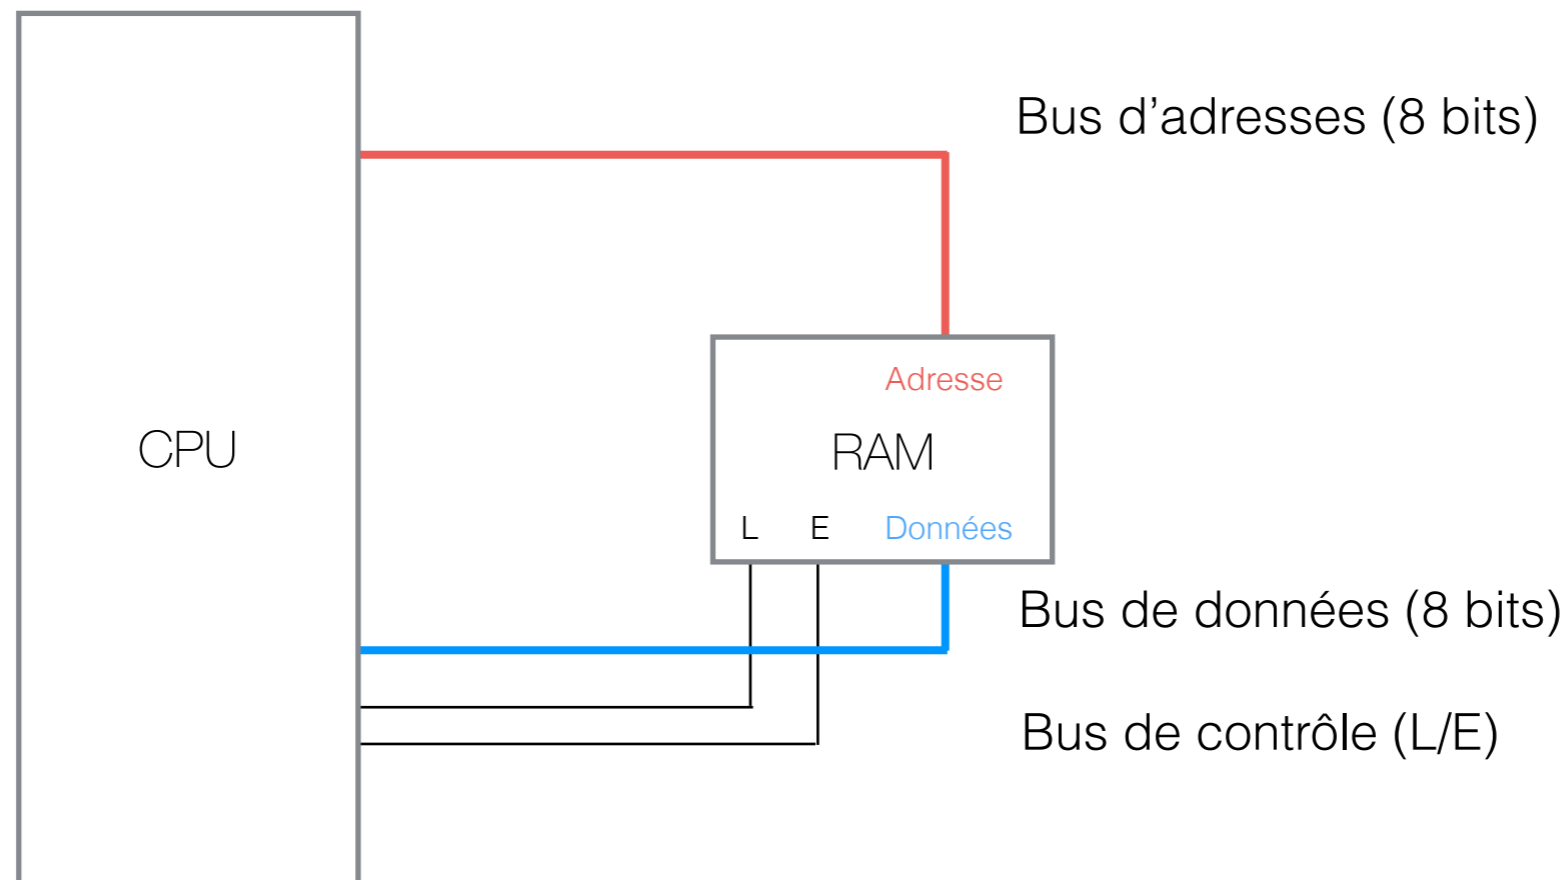 Bus d’adresses (8 bits)
Adresse
CPU
RAM
L E Données
Bus de données (8 bits)
Bus de contrôle (L/E)